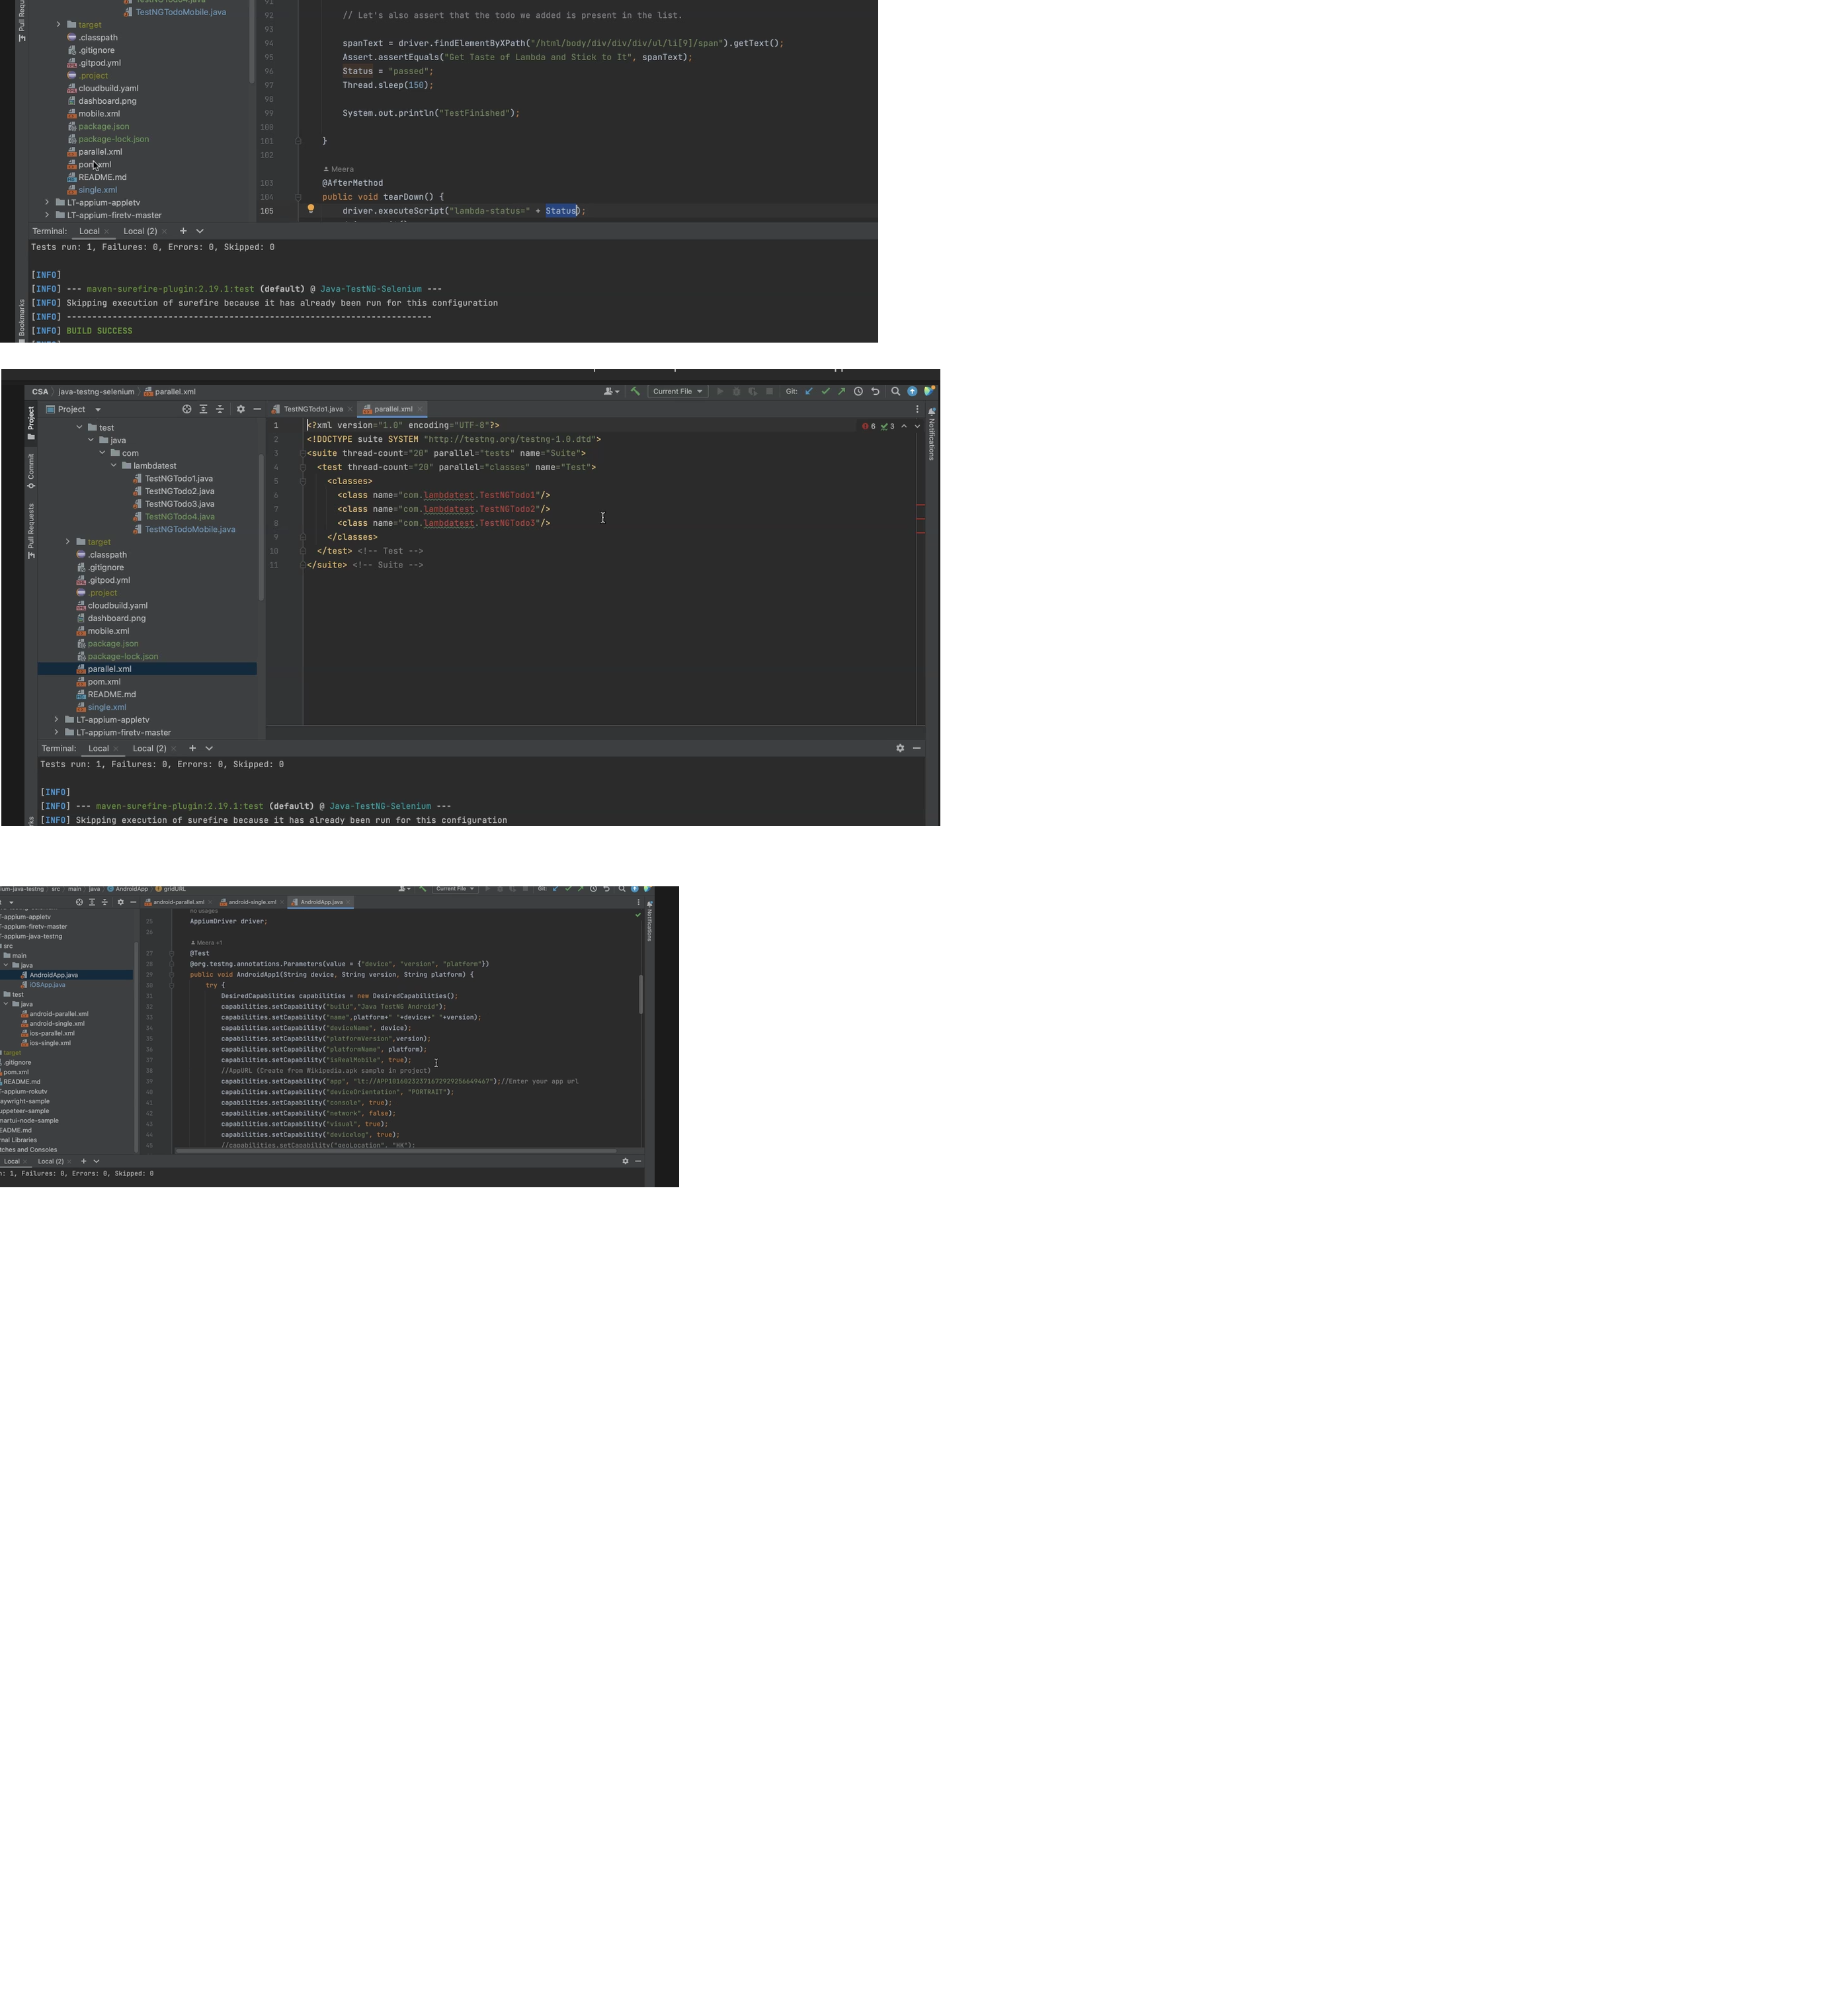 TestNGTodoMobile.java
target
.classpath
.gitignore
.gitpod.yml
.project
cloudbuild.yaml
dashboard.png
mobile.xml
package.json
package-lock.json
parallel.xml
README.md
single.xml
LT-appium-appletv
LT-appium-firetv-master
92 // Let's also assert that the todo we added is present in the list.
93
94 spanText = driver.findElementByXPath("/html/body/div/div/div/ul/li[9]/span").getText();
95 Assert.assertEquals("Get Taste of Lambda and Stick to It", spanText);
96 Status = "passed";
97 Thread.sleep(150);
98
99 System.out.println("TestFinished");
100
101 }
102
Meera
103 @AfterMethod
104 public void tearDown() {
105 driver.executeScript("lambda-status=" + Status);
Bookmarks
Terminal: Local Local (2)
Tests run: 1, Failures: 0, Errors: 0, Skipped: 0
[INFO]
[INFO] --- maven-surefire-plugin:2.19.1:test (default) @ Java-TestNG-Selenium ---
[INFO] Skipping execution of surefire because it has already been run for this configuration
[INFO] ------------------------------------------------------------------------
[INFO] BUILD SUCCESS
CSA java-testng-selenium parallel.xml
Current File Git:
Project
Project
Commit
Pull Requests
Notifications
TestNGTodo1.java parallel.xml
test
java
com
lambdatest
TestNGTodo1.java
TestNGTodo2.java
TestNGTodo3.java
TestNGTodo4.java
TestNGTodoMobile.java
target
.classpath
.gitignore
.gitpod.yml
.project
cloudbuild.yaml
dashboard.png
mobile.xml
package.json
package-lock.json
parallel.xml
pom.xml
README.md
single.xml
LT-appium-appletv
LT-appium-firetv-master
1 <?xml version="1.0" encoding="UTF-8"?> 6 3
2 <!DOCTYPE suite SYSTEM "http://testng.org/testng-1.0.dtd">
3 <suite thread-count="20" parallel="tests" name="Suite">
4 <test thread-count="20" parallel="classes" name="Test">
5 <classes>
6 <class name="com.lambdatest.TestNGTodo1"/>
7 <class name="com.lambdatest.TestNGTodo2"/>
8 <class name="com.lambdatest.TestNGTodo3"/>
9 </classes>
10 </test> <!-- Test -->
11 </suite> <!-- Suite -->
Terminal: Local Local (2)
Tests run: 1, Failures: 0, Errors: 0, Skipped: 0
[INFO]
[INFO] --- maven-surefire-plugin:2.19.1:test (default) @ Java-TestNG-Selenium ---
[INFO] Skipping execution of surefire because it has already been run for this configuration
ium-java-testng src main java AndroidApp gridURL
Current File Git:
android-parallel.xml android-single.xml AndroidApp.java
Notifications
T-appium-appletv
T-appium-firetv-master
T-appium-java-testng
src
main
java
AndroidApp.java
iOSApp.java
test
java
android-parallel.xml
android-single.xml
ios-parallel.xml
ios-single.xml
target
.gitignore
pom.xml
README.md
T-appium-rokutv
aywright-sample
uppeteer-sample
martui-node-sample
EADME.md
rnal Libraries
tches and Consoles
no usages
25 AppiumDriver driver;
26
Meera +1
27 @Test
28 @org.testng.annotations.Parameters(value = {"device", "version", "platform"})
29 public void AndroidApp1(String device, String version, String platform) {
30 try {
31 DesiredCapabilities capabilities = new DesiredCapabilities();
32 capabilities.setCapability("build","Java TestNG Android");
33 capabilities.setCapability("name",platform+" "+device+" "+version);
34 capabilities.setCapability("deviceName", device);
35 capabilities.setCapability("platformVersion",version);
36 capabilities.setCapability("platformName", platform);
37 capabilities.setCapability("isRealMobile", true);
38 //AppURL (Create from Wikipedia.apk sample in project)
39 capabilities.setCapability("app", "lt://APP10160232371672929256649467");//Enter your app url
40 capabilities.setCapability("deviceOrientation", "PORTRAIT");
41 capabilities.setCapability("console", true);
42 capabilities.setCapability("network", false);
43 capabilities.setCapability("visual", true);
44 capabilities.setCapability("devicelog", true);
45 //capabilities.setCapability("geoLocation", "HK");
Local Local (2)
n: 1, Failures: 0, Errors: 0, Skipped: 0